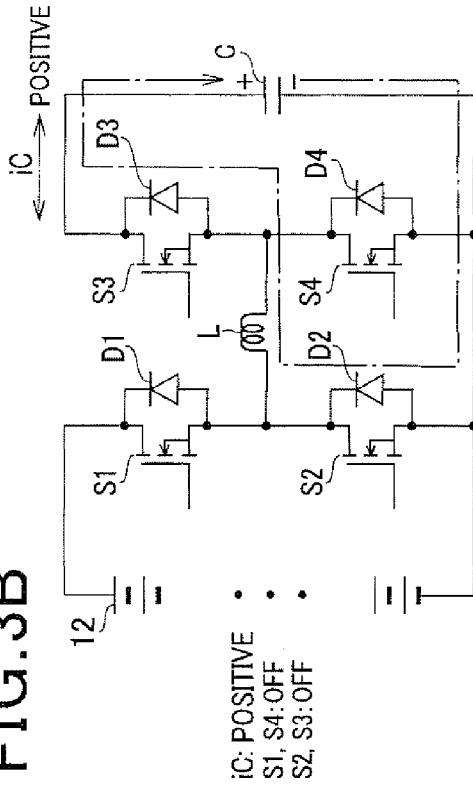 FIG.3B
iC
POSITIVE
12
S1
D1
S3
D3
L
+
C
−
S2
D2
S4
D4
iC: POSITIVE
S1, S4: OFF
S2, S3: OFF